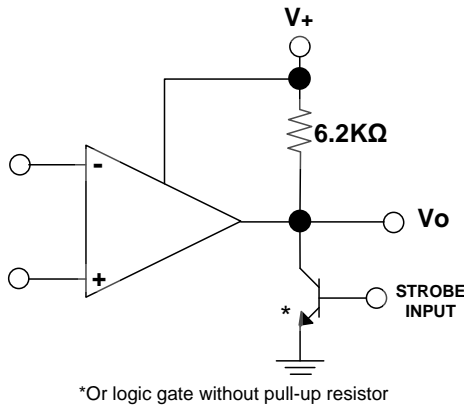 V+
6.2KΩ
-
Vo
+
STROBE
INPUT
*
*Or logic gate without pull-up resistor